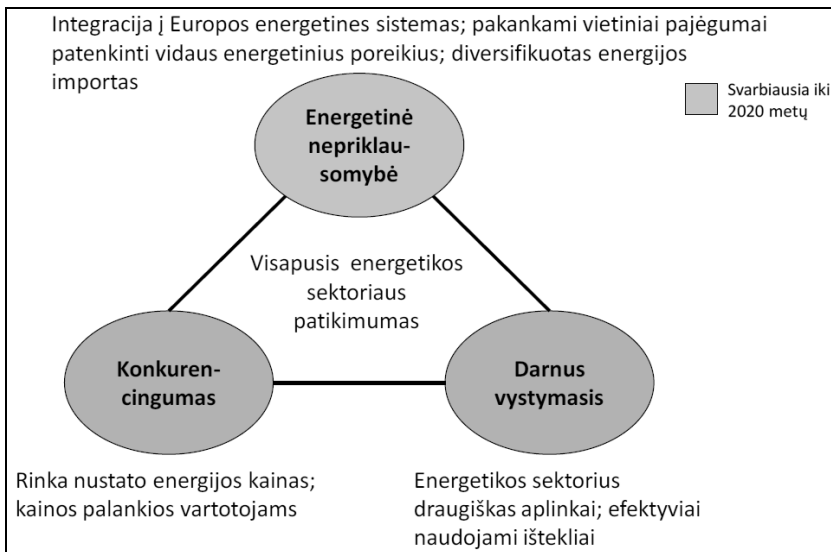 Integracija į Europos energetines sistemas; pakankami vietiniai pajėgumai
patenkinti vidaus energetinius poreikius; diversifikuotas energijos
importas
Svarbiausia iki
2020 metų
Energetinė
nepriklau-
somybė
Visapusis energetikos
sektoriaus
patikimumas
Konkuren-
cingumas
Darnus
vystymasis
Rinka nustato energijos kainas;
kainos palankios vartotojams
Energetikos sektorius
draugiškas aplinkai; efektyviai
naudojami ištekliai